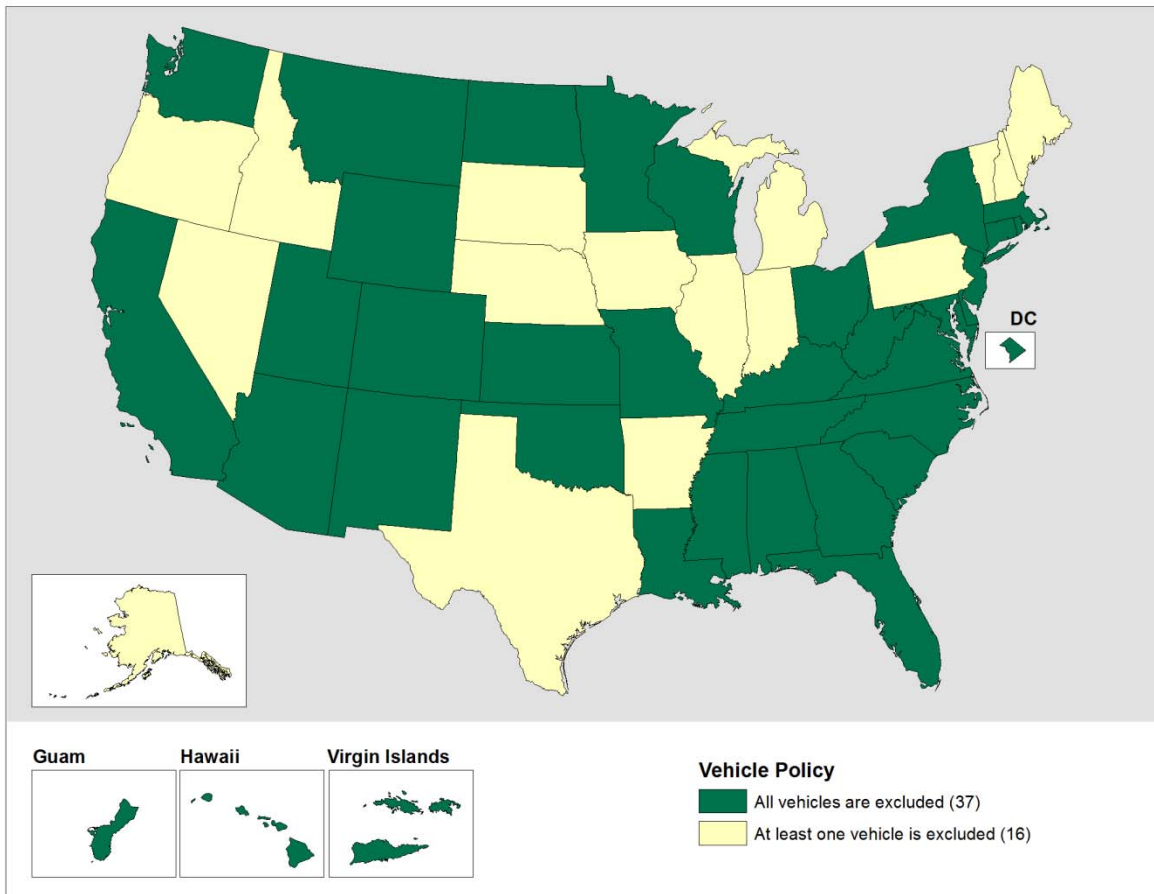 DC
Guam
Hawaii
Virgin Islands
Vehicle Policy
All vehicles are excluded (37)
At least one vehicle is excluded (16)